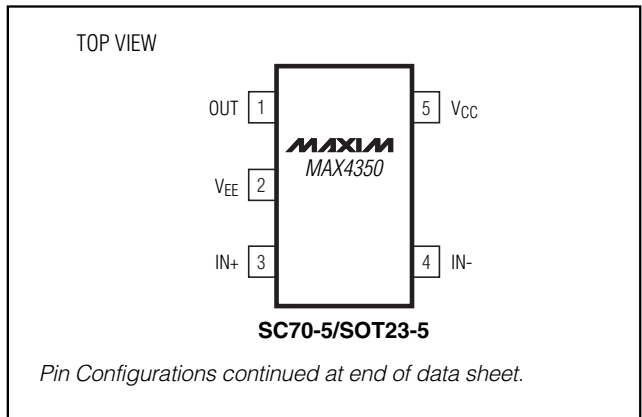 TOP VIEW
OUT 1 5 VCC
MAXIM
MAX4350
VEE 2
IN+ 3 4 IN-
SC70-5/SOT23-5
Pin Configurations continued at end of data sheet.